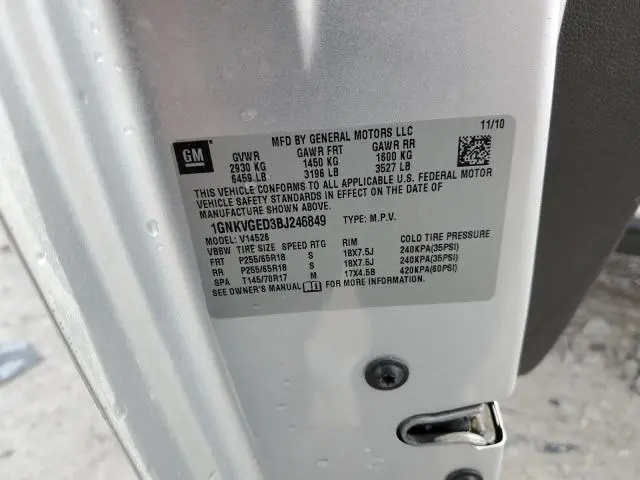 GM
MFD BY GENERAL MOTORS LLC 11/10
GVWR GAWR FRT GAWR RR
2930 KG 1450 KG 1600 KG
6459 LB 3196 LB 3527 LB
THIS VEHICLE CONFORMS TO ALL APPLICABLE U.S. FEDERAL MOTOR
VEHICLE SAFETY STANDARDS IN EFFECT ON THE DATE OF
MANUFACTURE SHOWN ABOVE.
1GNKVGED3BJ246849 TYPE: M.P.V.
MODEL: V14526
VBBW TIRE SIZE SPEED RTG RIM COLD TIRE PRESSURE
FRT P255/65R18 S 18X7.5J 240KPA(35PSI)
RR P255/65R18 S 18X7.5J 240KPA(35PSI)
SPA T145/70R17 M 17X4.5B 420KPA(60PSI)
SEE OWNER'S MANUAL FOR MORE INFORMATION.